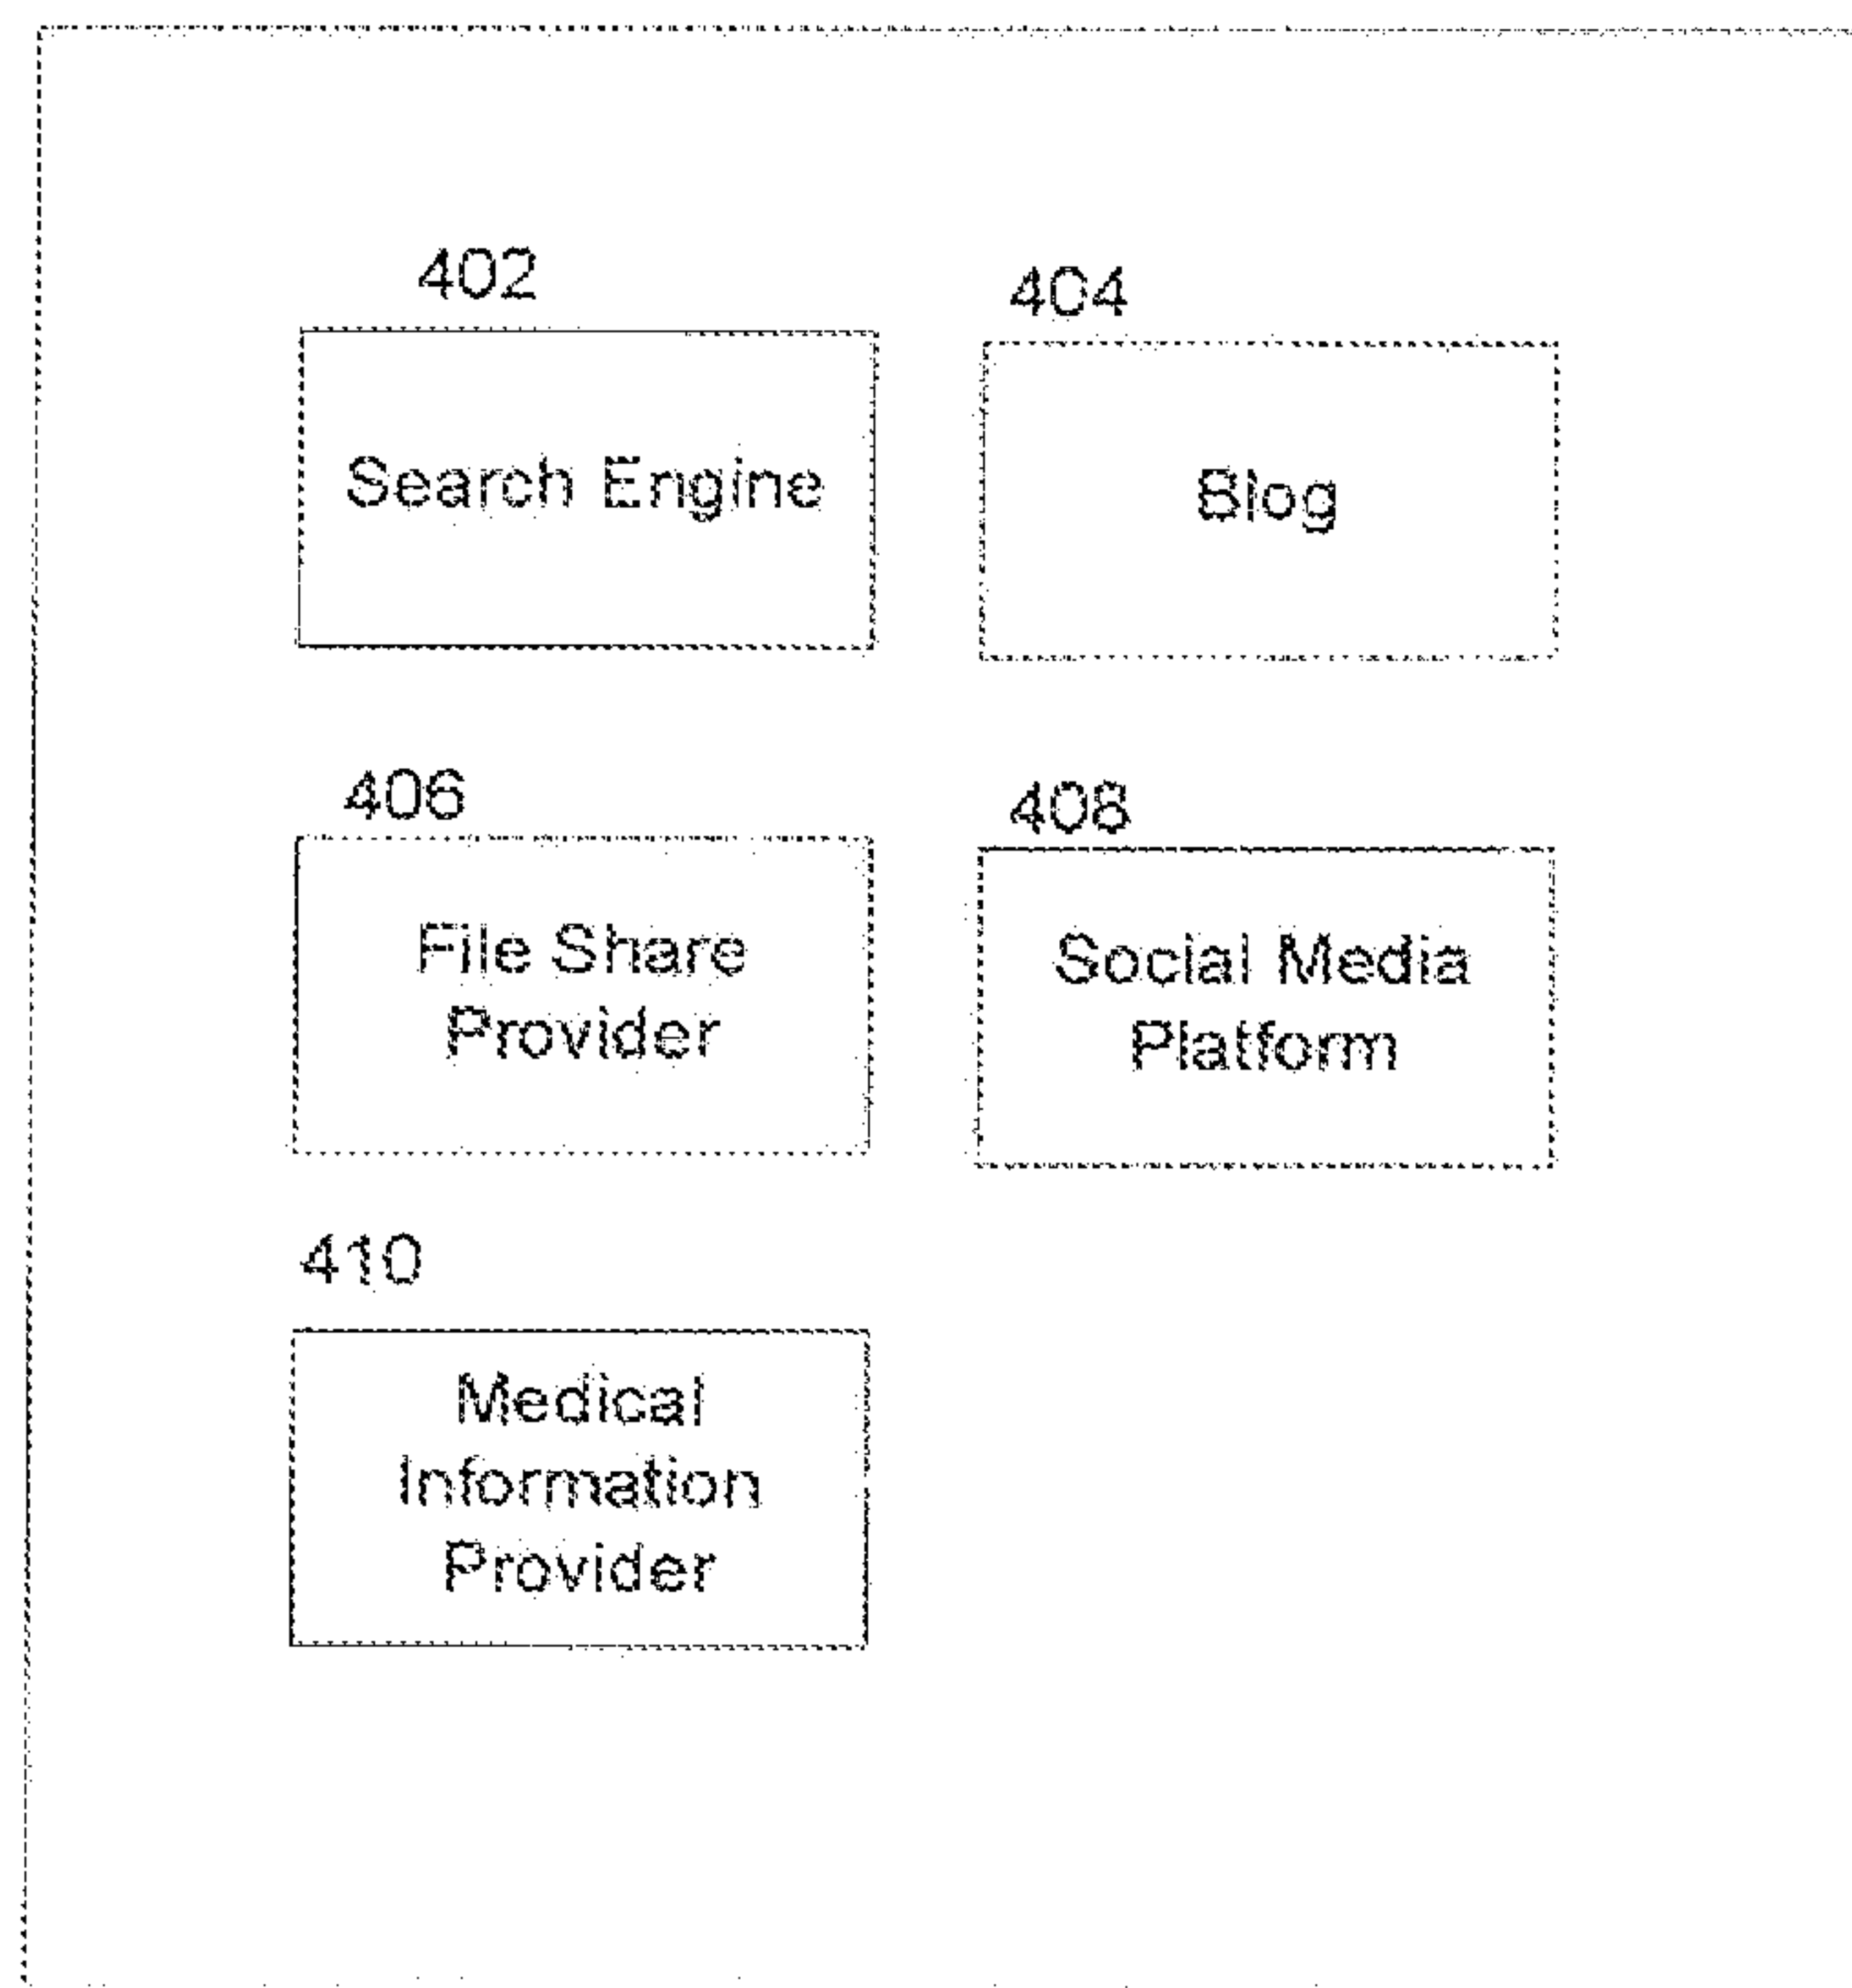 402
Search Engine
404
Blog
406
File Share
Provider
408
Social Media
Platform
410
Medical
Information
Provider